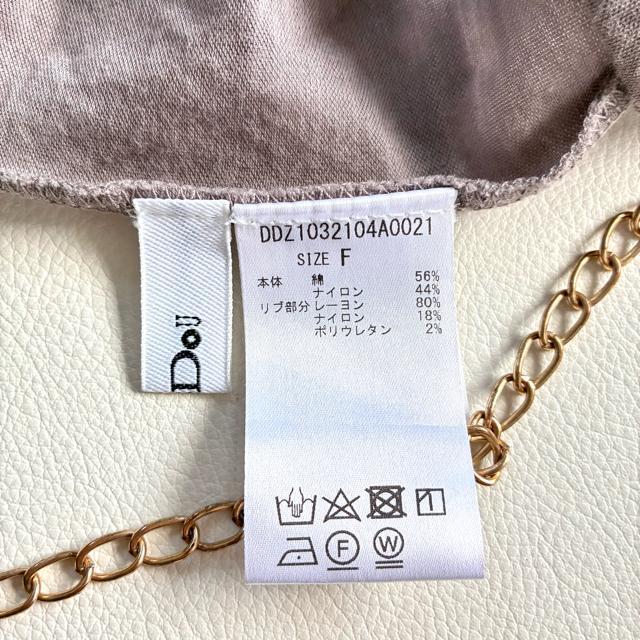 DDZ1032104A0021
SIZE F
本体 綿 56%
ナイロン 44%
リブ部分 レーヨン 80%
ナイロン 18%
ポリウレタン 2%
F W
Dou